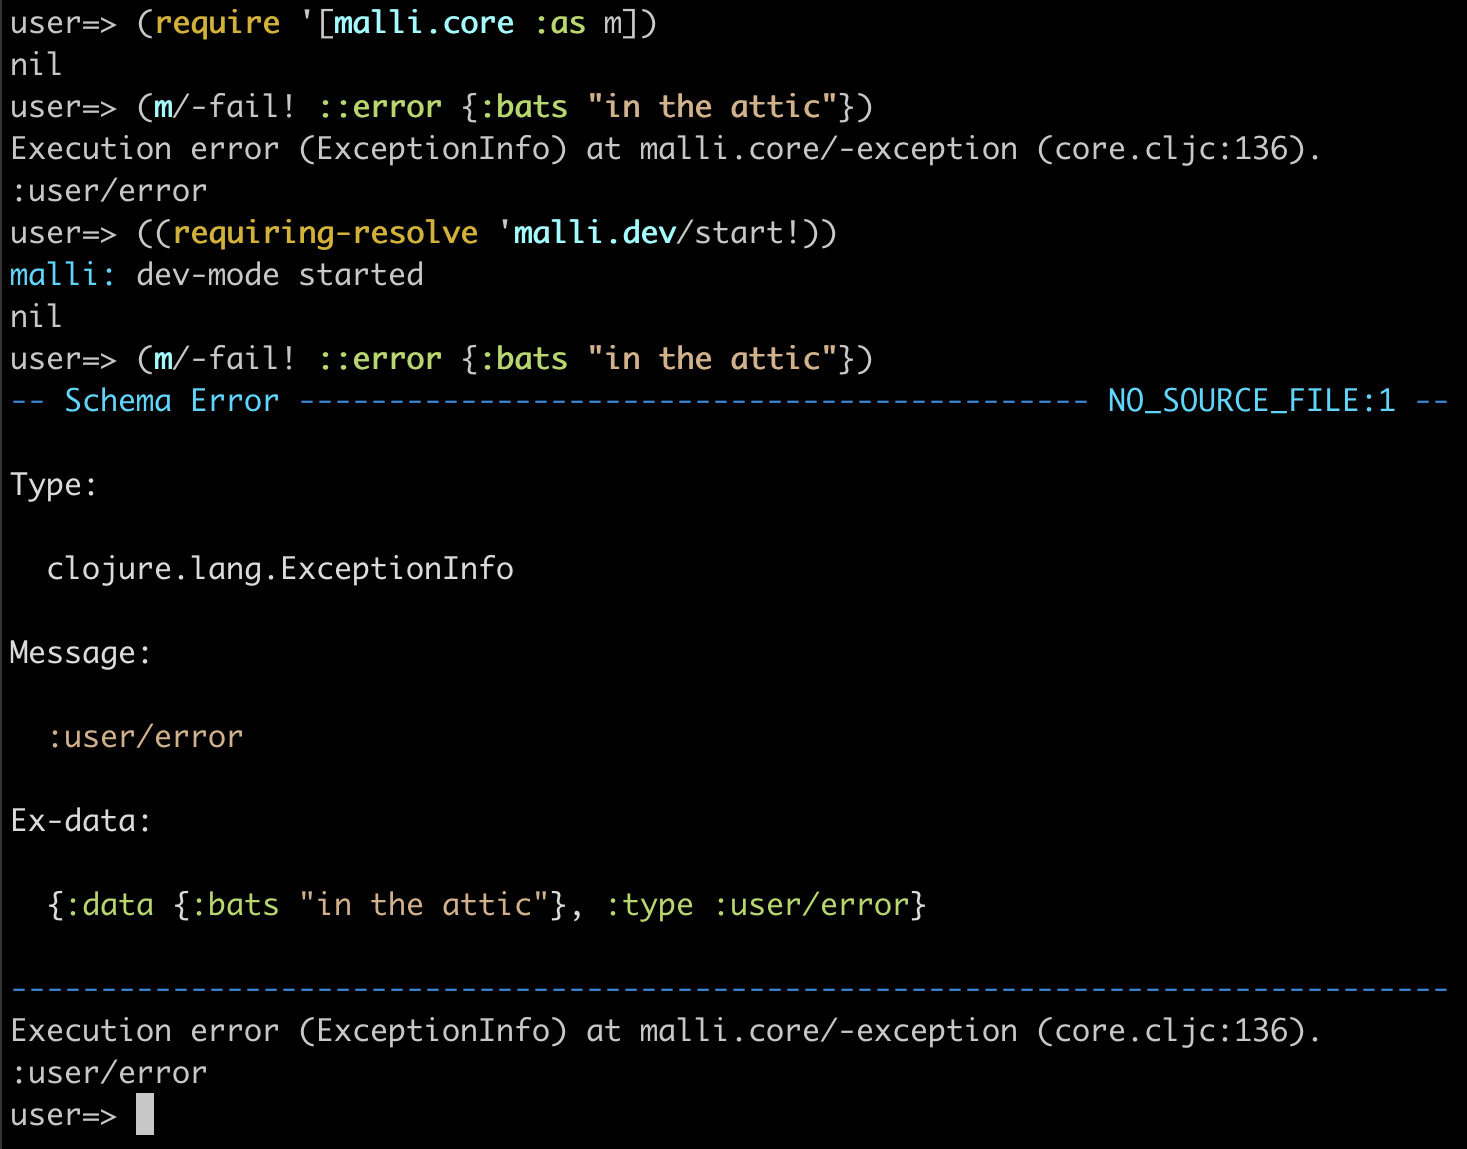 user=> (require '[malli.core :as m])
nil
user=> (m/-fail! ::error {:bats "in the attic"})
Execution error (ExceptionInfo) at malli.core/-exception (core.cljc:136).
:user/error
user=> ((requiring-resolve 'malli.dev/start!))
malli: dev-mode started
nil
user=> (m/-fail! ::error {:bats "in the attic"})
-- Schema Error -------------------------------------------- NO_SOURCE_FILE:1 --
Type:
clojure.lang.ExceptionInfo
Message:
:user/error
Ex-data:
{:data {:bats "in the attic"}, :type :user/error}
--------------------------------------------------------------------------------
Execution error (ExceptionInfo) at malli.core/-exception (core.cljc:136).
:user/error
user=>